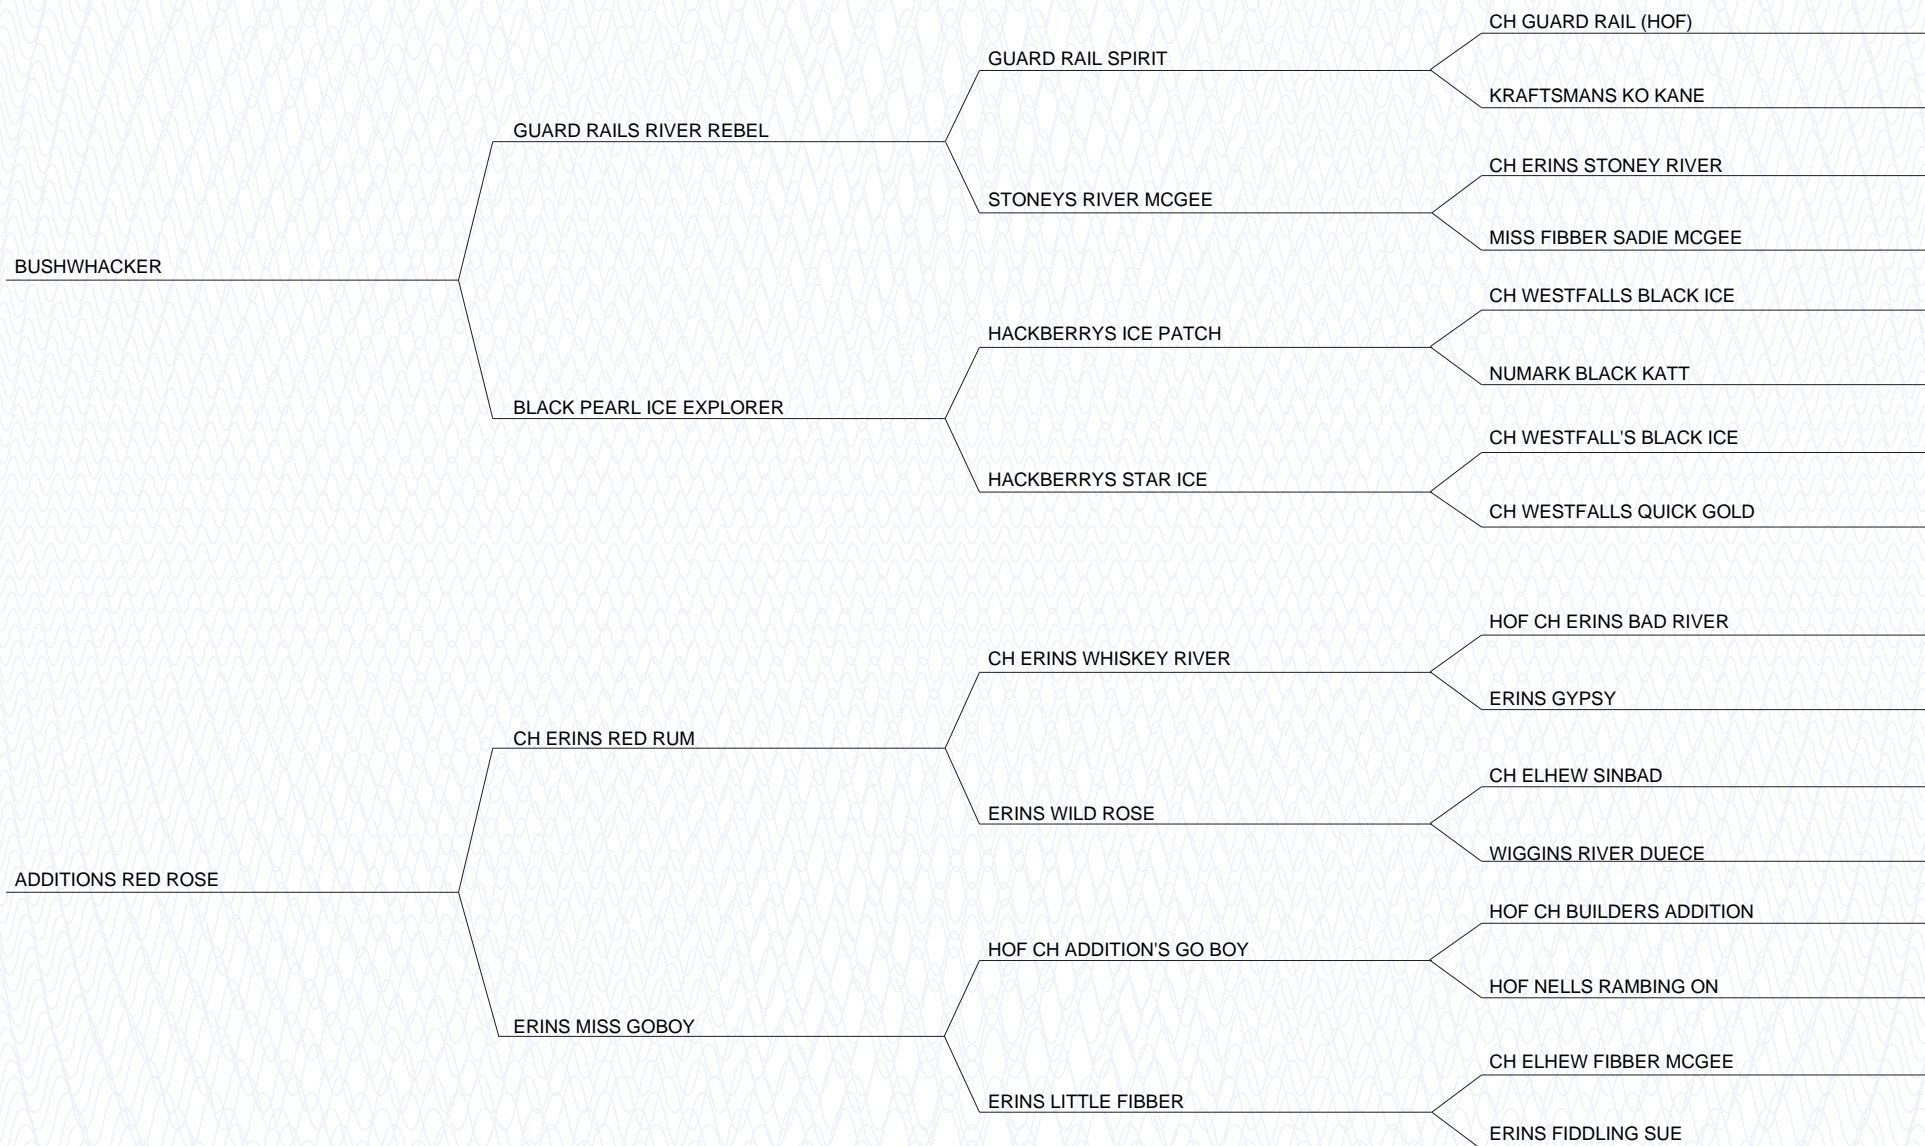 CH GUARD RAIL (HOF)
GUARD RAIL SPIRIT
KRAFTSMANS KO KANE
GUARD RAILS RIVER REBEL
CH ERINS STONEY RIVER
STONEYS RIVER MCGEE
MISS FIBBER SADIE MCGEE
BUSHWHACKER
CH WESTFALLS BLACK ICE
HACKBERRYS ICE PATCH
NUMARK BLACK KATT
BLACK PEARL ICE EXPLORER
CH WESTFALL'S BLACK ICE
HACKBERRYS STAR ICE
CH WESTFALLS QUICK GOLD
HOF CH ERINS BAD RIVER
CH ERINS WHISKEY RIVER
ERINS GYPSY
CH ERINS RED RUM
CH ELHEW SINBAD
ERINS WILD ROSE
WIGGINS RIVER DUECE
ADDITIONS RED ROSE
HOF CH BUILDERS ADDITION
HOF CH ADDITION'S GO BOY
HOF NELLS RAMBING ON
ERINS MISS GOBOY
CH ELHEW FIBBER MCGEE
ERINS LITTLE FIBBER
ERINS FIDDLING SUE